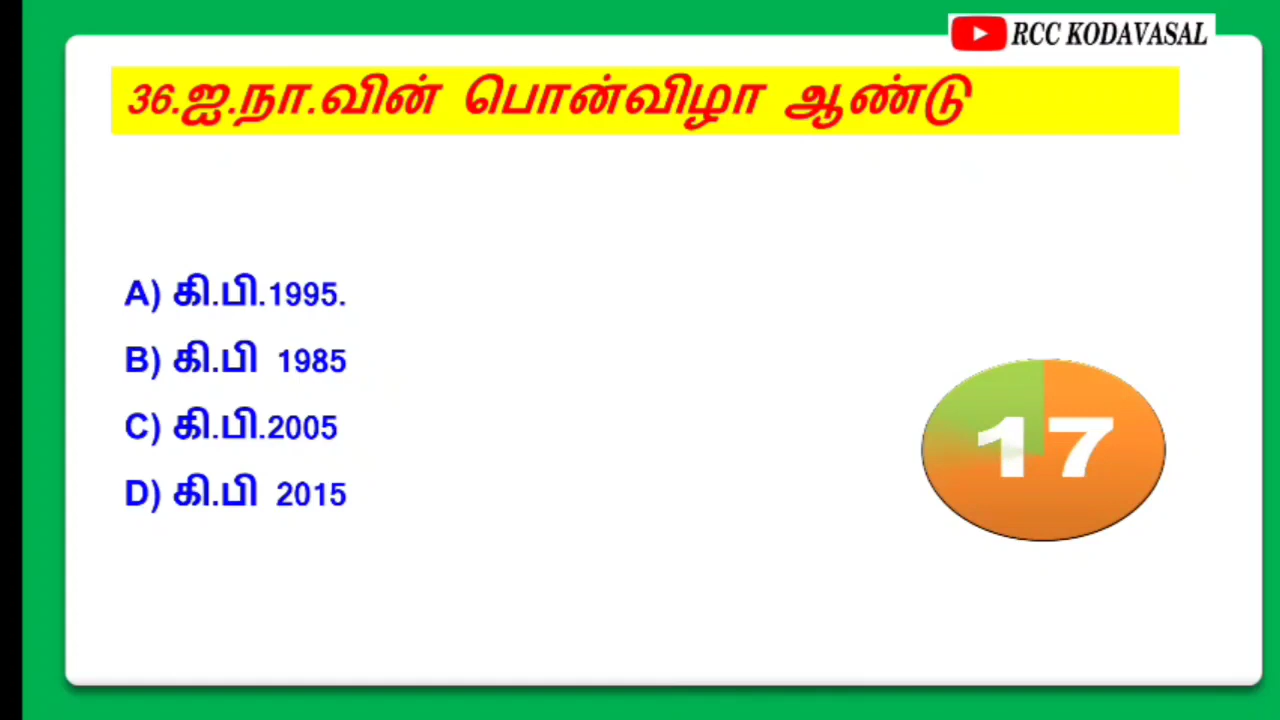 RCC KODAVASAL
36.ஐ.நா.வின் பொன்விழா ஆண்டு
A) கி.பி.1995.
B) கி.பி 1985
C) கி.பி.2005
D) கி.பி 2015
17